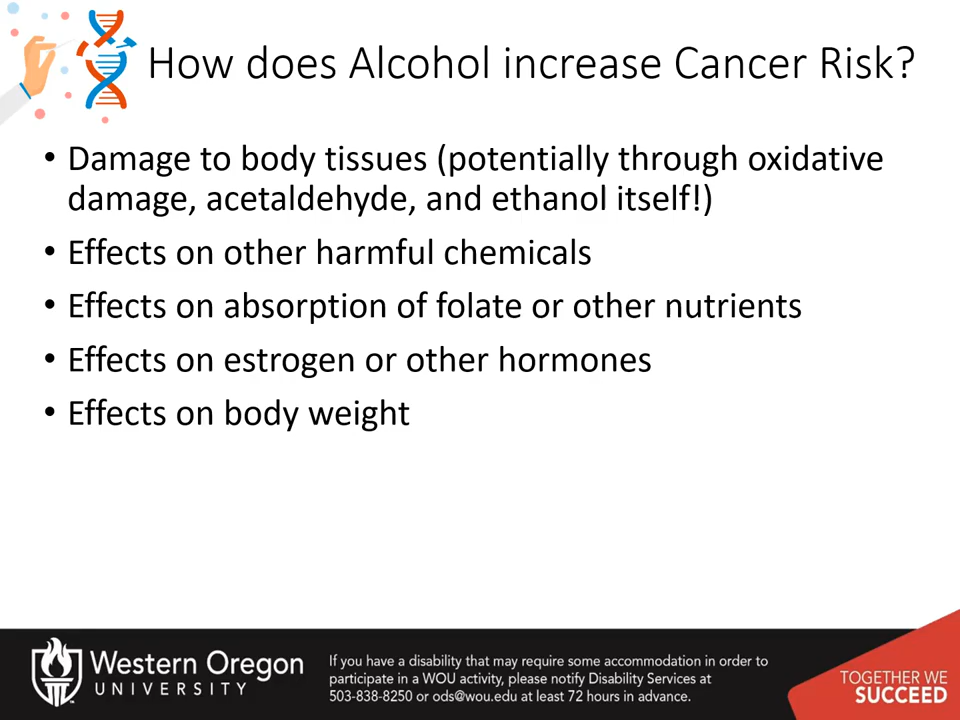 How does Alcohol increase Cancer Risk?
• Damage to body tissues (potentially through oxidative
damage, acetaldehyde, and ethanol itself!)
• Effects on other harmful chemicals
• Effects on absorption of folate or other nutrients
• Effects on estrogen or other hormones
• Effects on body weight
Western Oregon
UNIVERSITY
If you have a disability that may require some accommodation in order to
participate in a WOU activity, please notify Disability Services at
503-838-8250 or ods@wou.edu at least 72 hours in advance.
TOGETHER WE
SUCCEED